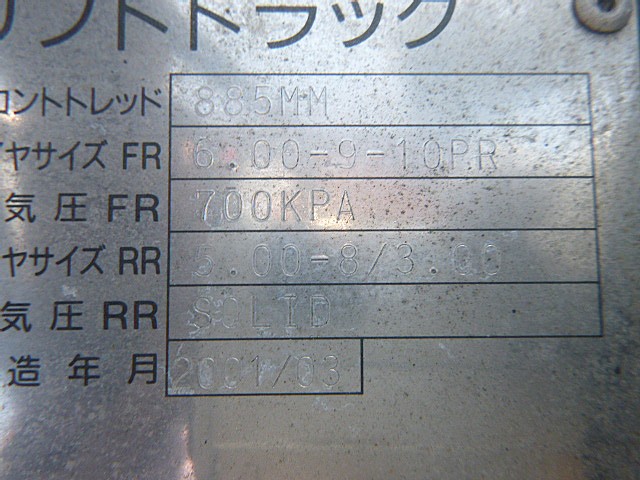 リフトトラック
ロントトレッド 885MM
イヤサイズ FR 6.00-9-10PR
気圧 FR 700KPA
ヤサイズ RR 5.00-8/3.00
気圧 RR SOLID
造年月 2001/03